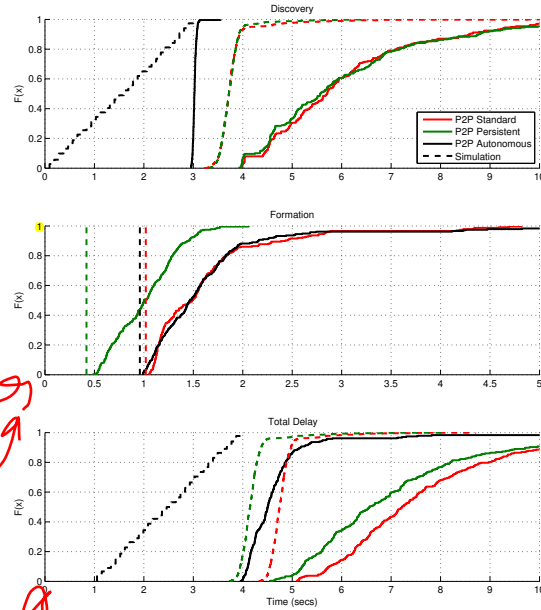 Discovery
1
0.8
0.6
0.4
0.2
0
F(x)
0 1 2 3 4 5 6 7 8 9 10
P2P Standard
P2P Persistent
P2P Autonomous
Simulation
Formation
1
0.8
0.6
0.4
0.2
0
F(x)
0 0.5 1 1.5 2 2.5 3 3.5 4 4.5 5
Total Delay
1
0.8
0.6
0.4
0.2
0
F(x)
0 1 2 3 4 5 6 7 8 9 10
Time (secs)